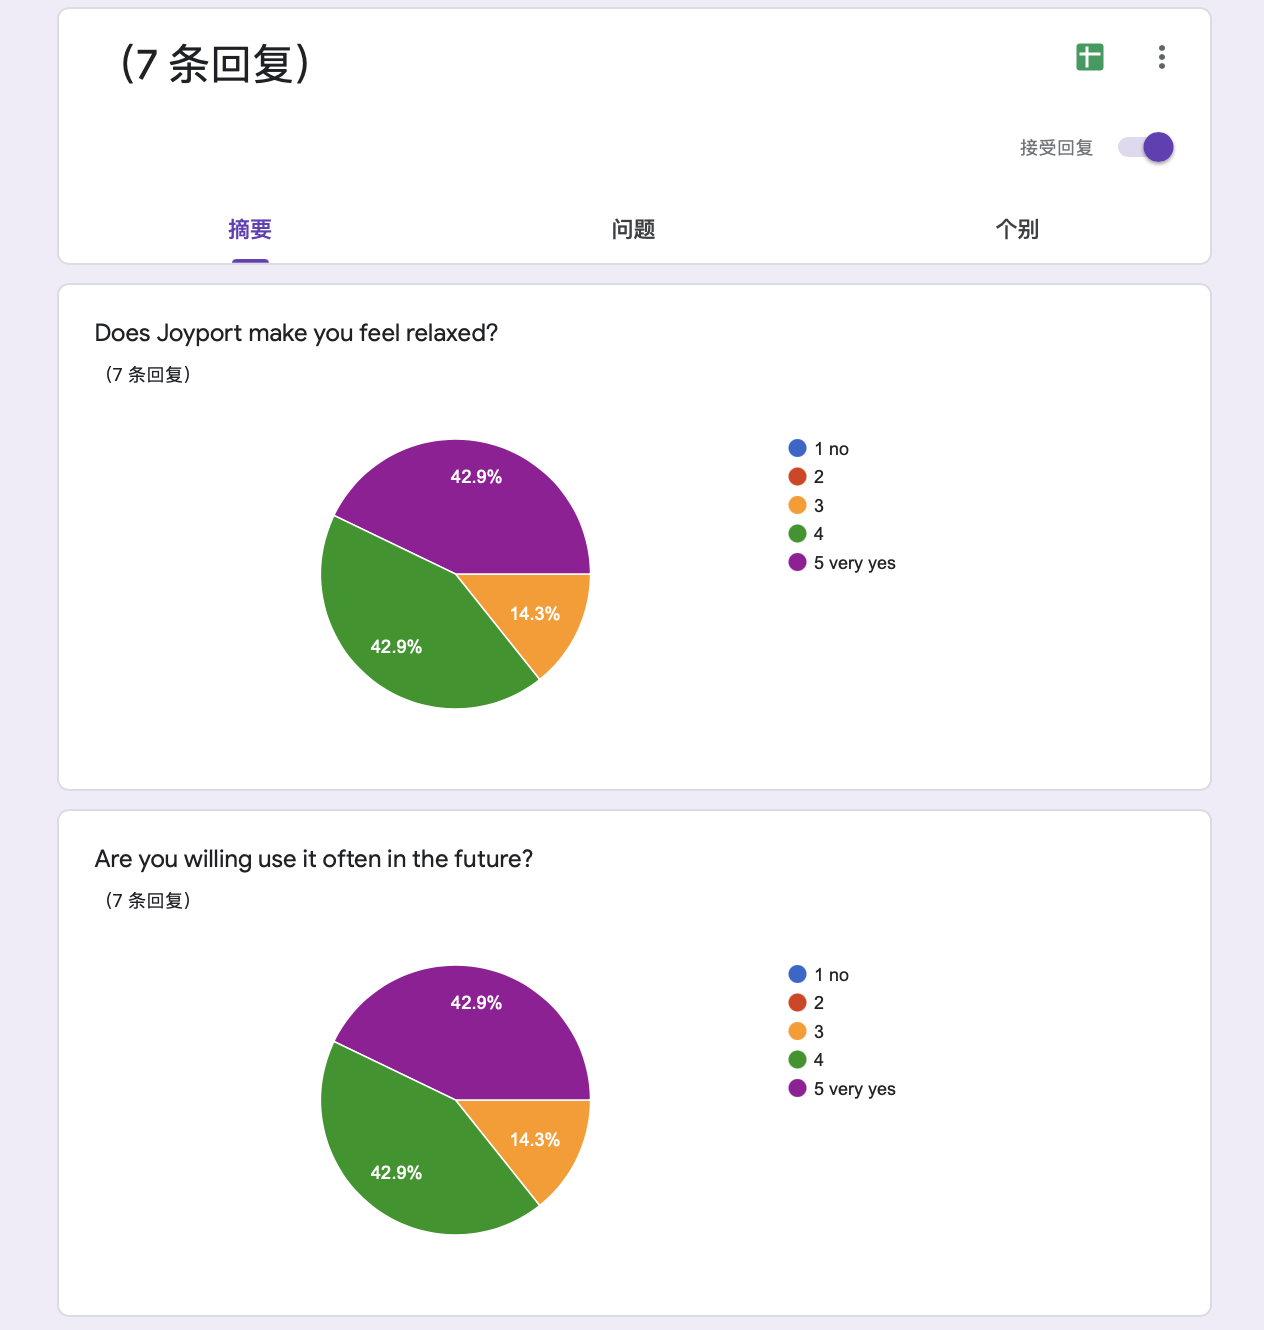 (7 条回复)
接受回复
摘要 问题 个别
Does Joyport make you feel relaxed?
(7 条回复)
42.9%
14.3%
42.9%
1 no
2
3
4
5 very yes
Are you willing use it often in the future?
(7 条回复)
42.9%
14.3%
42.9%
1 no
2
3
4
5 very yes